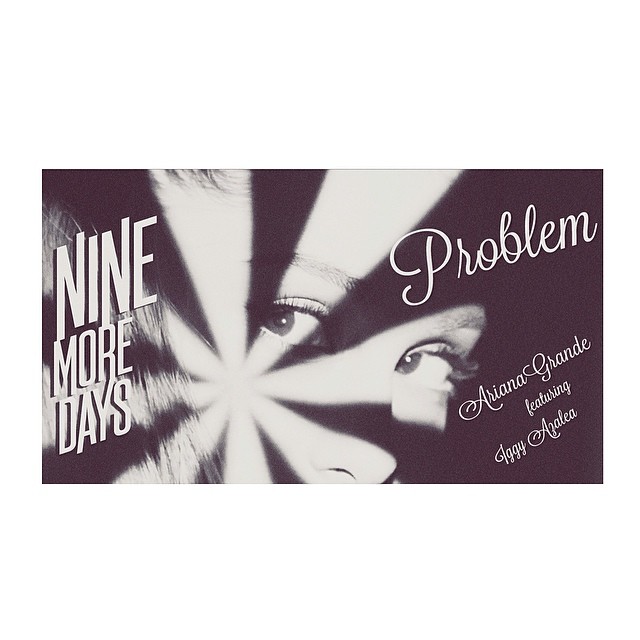 NINE
MORE
DAYS
Problem
Ariana Grande
featuring
Iggy Azalea